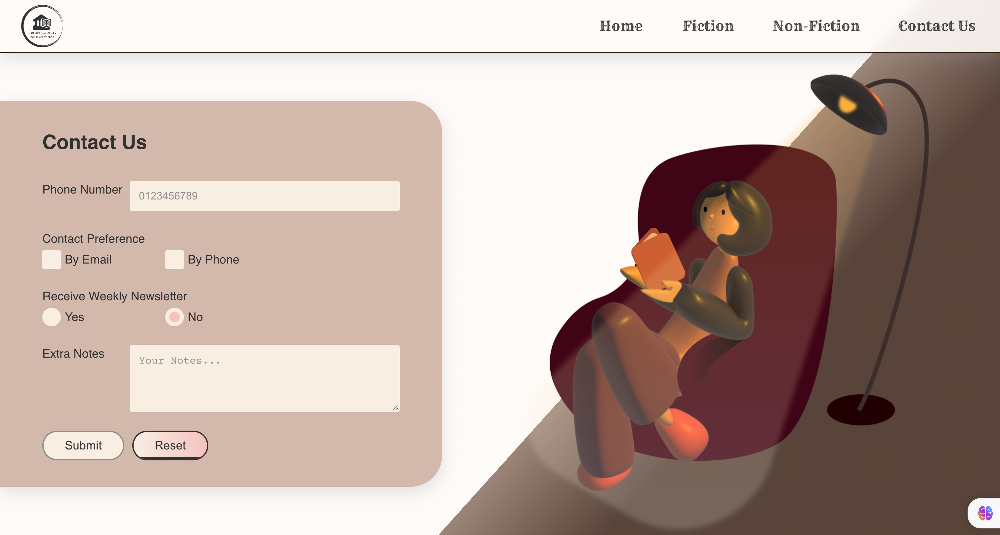 HermesLibrary
Books are friends
Home Fiction Non-Fiction Contact Us
Contact Us
Phone Number 0123456789
Contact Preference
By Email By Phone
Receive Weekly Newsletter
Yes No
Extra Notes Your Notes...
Submit Reset